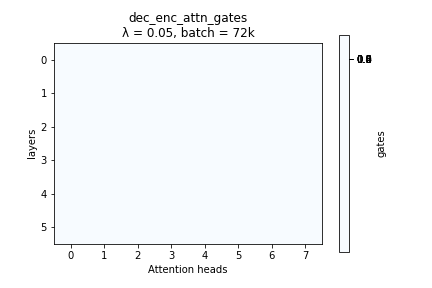 dec_enc_attn_gates
λ = 0.05, batch = 72k
0
1
2
3
4
5
layers
0 1 2 3 4 5 6 7
Attention heads
gates